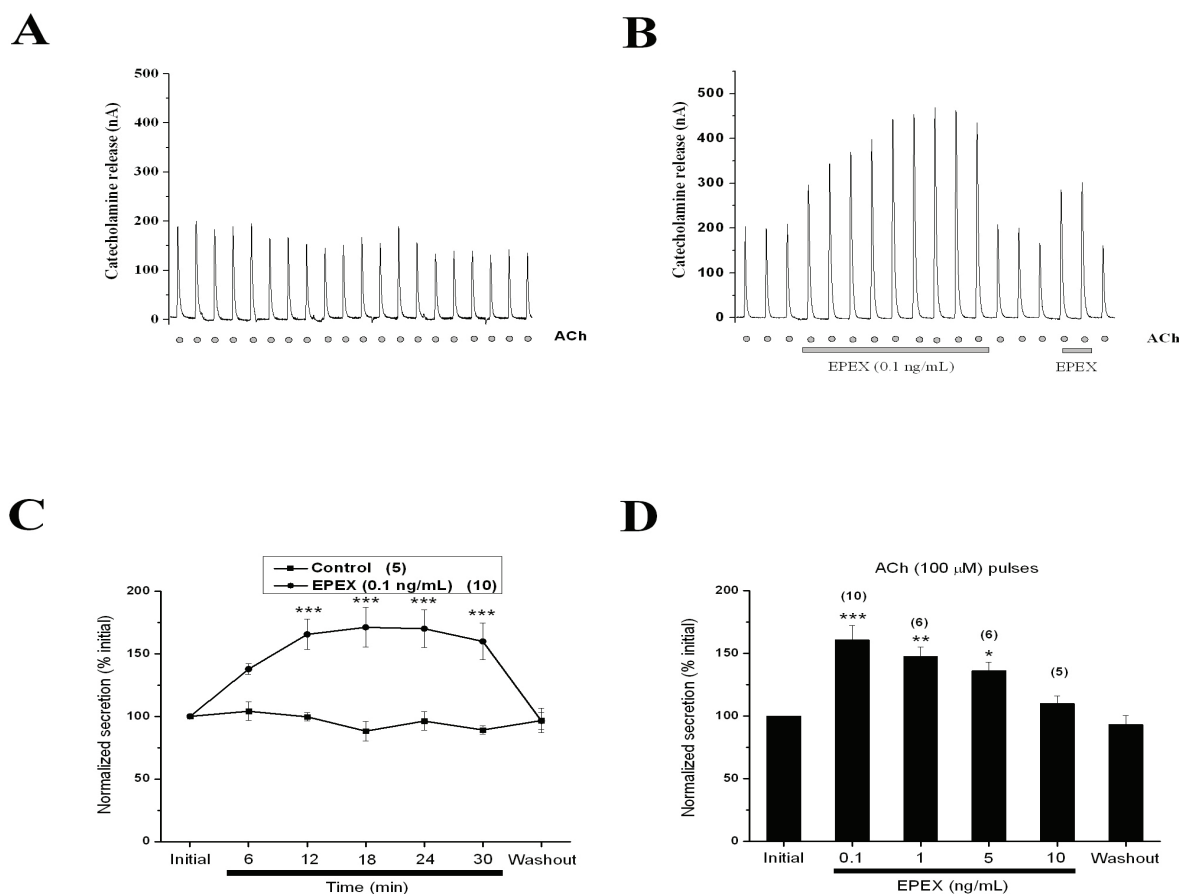 A
500
400
300
200
100
0
Catecholamine release (nA)
ACh
B
500
400
300
200
100
0
Catecholamine release (nA)
ACh
EPEX (0.1 ng/mL)
EPEX
C
Control (5)
EPEX (0.1 ng/mL) (10)
200
150
100
50
0
Normalized secretion (% initial)
*** *** *** ***
Initial 6 12 18 24 30 Washout
Time (min)
D
ACh (100 μM) pulses
200
150
100
50
0
Normalized secretion (% initial)
(10)
***
(6)
**
(6)
*
(5)
Initial 0.1 1 5 10 Washout
EPEX (ng/mL)